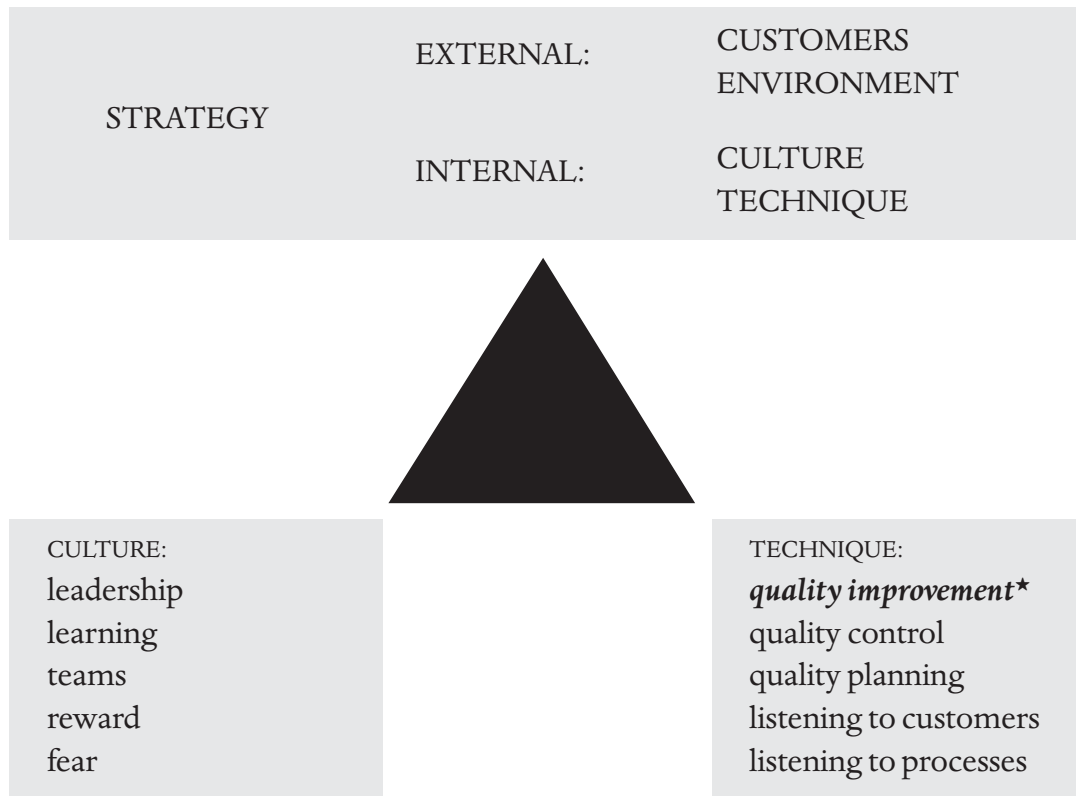 STRATEGY
EXTERNAL:
CUSTOMERS
ENVIRONMENT
INTERNAL:
CULTURE
TECHNIQUE
CULTURE:
leadership
learning
teams
reward
fear
TECHNIQUE:
quality improvement★
quality control
quality planning
listening to customers
listening to processes